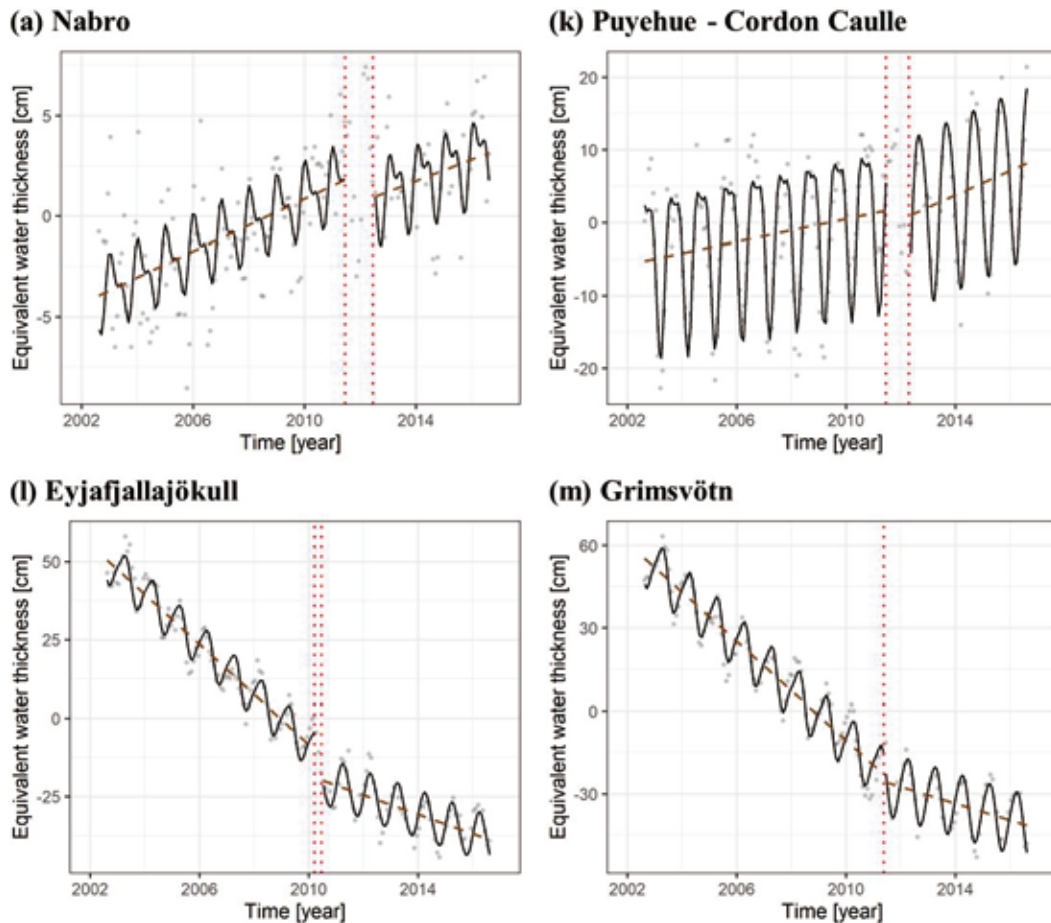 (a) Nabro
Equivalent water thickness [cm]
5
0
-5
2002 2006 2010 2014
Time [year]
(k) Puyehue - Cordon Caulle
Equivalent water thickness [cm]
20
10
0
-10
-20
2002 2006 2010 2014
Time [year]
(l) Eyjafjallajökull
Equivalent water thickness [cm]
50
25
0
-25
2002 2006 2010 2014
Time [year]
(m) Grimsvötn
Equivalent water thickness [cm]
60
30
0
-30
2002 2006 2010 2014
Time [year]